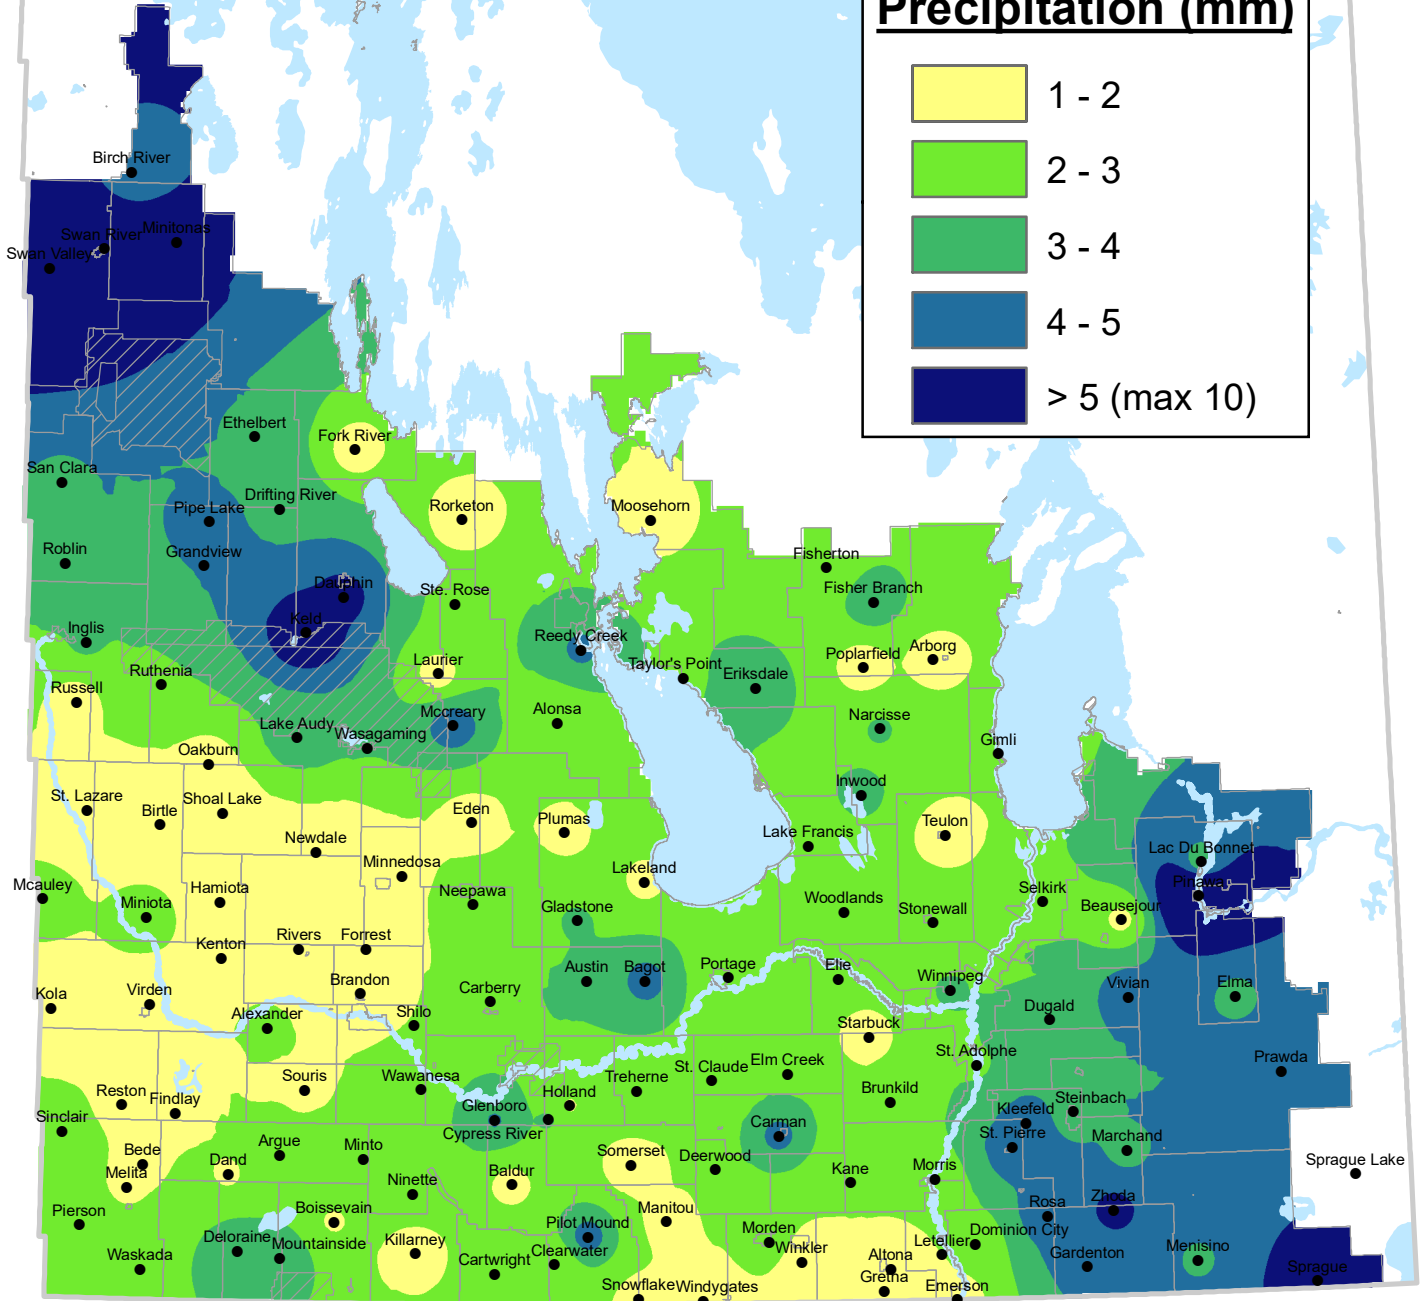 Precipitation (mm)
1 - 2
2 - 3
3 - 4
4 - 5
> 5 (max 10)
Birch River
Swan River
Minitonas
Swan Valley
Ethelbert
Fork River
San Clara
Drifting River
Pipe Lake
Rorketon
Moosehorn
Roblin
Grandview
Fisherton
Dauphin
Ste. Rose
Fisher Branch
Keld
Inglis
Reedy Creek
Ruthenia
Laurier
Taylor's Point
Eriksdale
Poplarfield
Arborg
Russell
Lake Audy
Wasagaming
Mccreary
Alonsa
Narcisse
Gimli
Oakburn
Inwood
St. Lazare
Birtle
Shoal Lake
Eden
Plumas
Teulon
Newdale
Lake Francis
Minnedosa
Lakeland
Lac Du Bonnet
Mcauley
Miniota
Hamiota
Neepawa
Gladstone
Woodlands
Stonewall
Selkirk
Beausejour
Pinawa
Kenton
Rivers
Forrest
Austin
Bagot
Portage
Elie
Winnipeg
Kola
Virden
Brandon
Carberry
Vivian
Elma
Alexander
Shilo
Starbuck
Dugald
St. Adolphe
Prawda
Reston
Findlay
Souris
Wawanesa
Holland
Treherne
St. Claude
Elm Creek
Brunkild
Sinclair
Glenboro
Cypress River
Carman
Kleefeld
Steinbach
St. Pierre
Marchand
Bede
Melita
Dand
Argue
Minto
Somerset
Deerwood
Kane
Morris
Sprague Lake
Ninette
Baldur
Pierson
Boissevain
Manitou
Rosa
Zhoda
Waskada
Deloraine
Mountainside
Killarney
Cartwright
Pilot Mound
Clearwater
Morden
Winkler
Altona
Letellier
Dominion City
Gardenton
Menisino
Snowflake
Windygates
Gretna
Emerson
Sprague